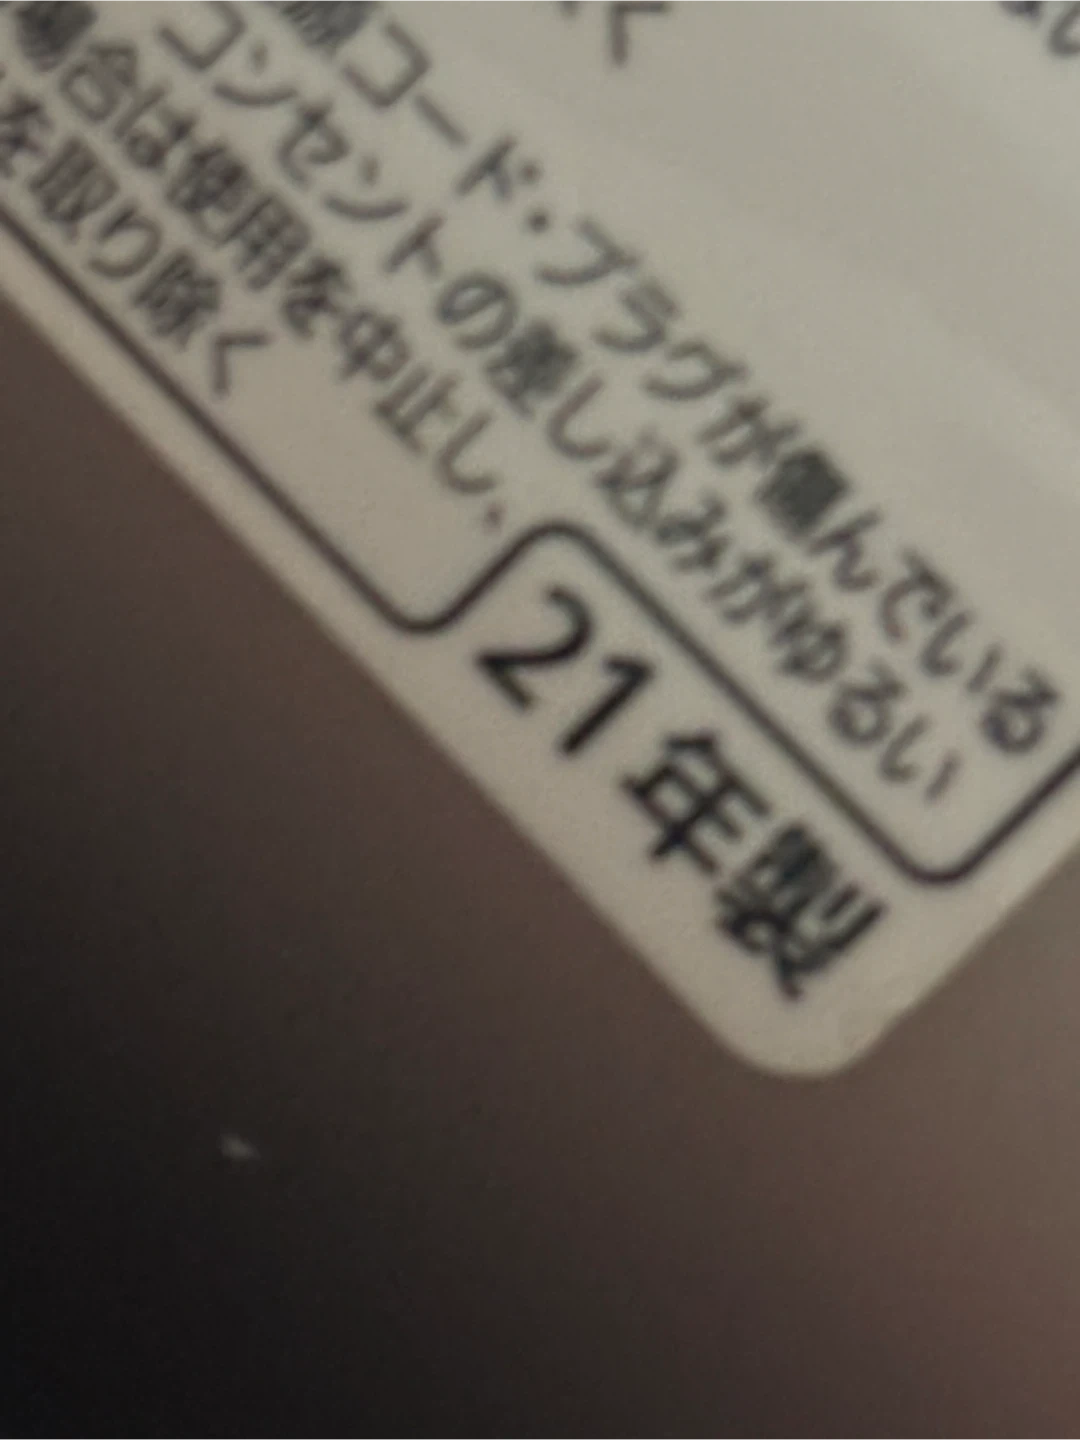 く
コード・プラグが傷んでいる
コンセントの差し込みがゆるい
場合は使用を中止し、
を取り除く
21年製